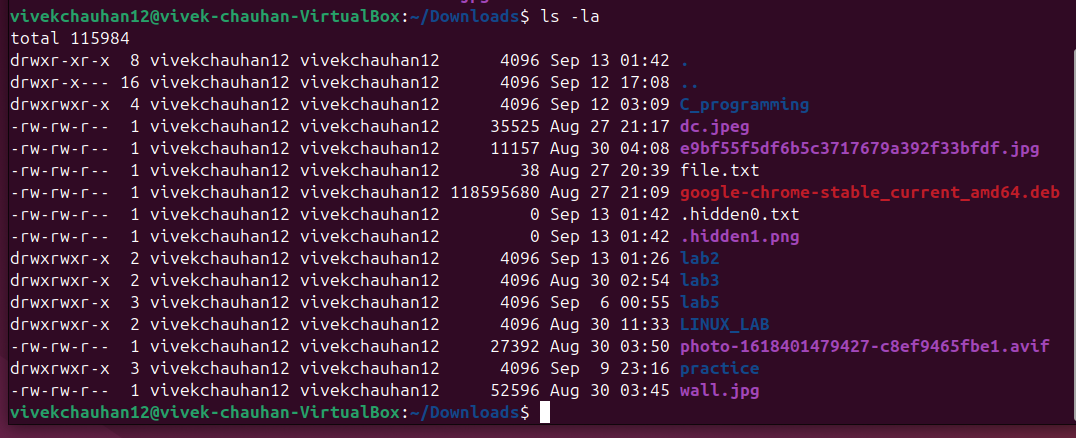 vivekchauhan12@vivek-chauhan-VirtualBox:~/Downloads$ ls -la
total 115984
drwxr-xr-x  8 vivekchauhan12 vivekchauhan12      4096 Sep 13 01:42 .
drwxr-x--- 16 vivekchauhan12 vivekchauhan12      4096 Sep 12 17:08 ..
drwxrwxr-x  4 vivekchauhan12 vivekchauhan12      4096 Sep 12 03:09 C_programming
-rw-rw-r--  1 vivekchauhan12 vivekchauhan12     35525 Aug 27 21:17 dc.jpeg
-rw-rw-r--  1 vivekchauhan12 vivekchauhan12     11157 Aug 30 04:08 e9bf55f5df6b5c3717679a392f33bfdf.jpg
-rw-rw-r--  1 vivekchauhan12 vivekchauhan12        38 Aug 27 20:39 file.txt
-rw-rw-r--  1 vivekchauhan12 vivekchauhan12 118595680 Aug 27 21:09 google-chrome-stable_current_amd64.deb
-rw-rw-r--  1 vivekchauhan12 vivekchauhan12         0 Sep 13 01:42 .hidden0.txt
-rw-rw-r--  1 vivekchauhan12 vivekchauhan12         0 Sep 13 01:42 .hidden1.png
drwxrwxr-x  2 vivekchauhan12 vivekchauhan12      4096 Sep 13 01:26 lab2
drwxrwxr-x  2 vivekchauhan12 vivekchauhan12      4096 Aug 30 02:54 lab3
drwxrwxr-x  3 vivekchauhan12 vivekchauhan12      4096 Sep  6 00:55 lab5
drwxrwxr-x  2 vivekchauhan12 vivekchauhan12      4096 Aug 30 11:33 LINUX_LAB
-rw-rw-r--  1 vivekchauhan12 vivekchauhan12     27392 Aug 30 03:50 photo-1618401479427-c8ef9465fbe1.avif
drwxrwxr-x  3 vivekchauhan12 vivekchauhan12      4096 Sep  9 23:16 practice
-rw-rw-r--  1 vivekchauhan12 vivekchauhan12     52596 Aug 30 03:45 wall.jpg
vivekchauhan12@vivek-chauhan-VirtualBox:~/Downloads$